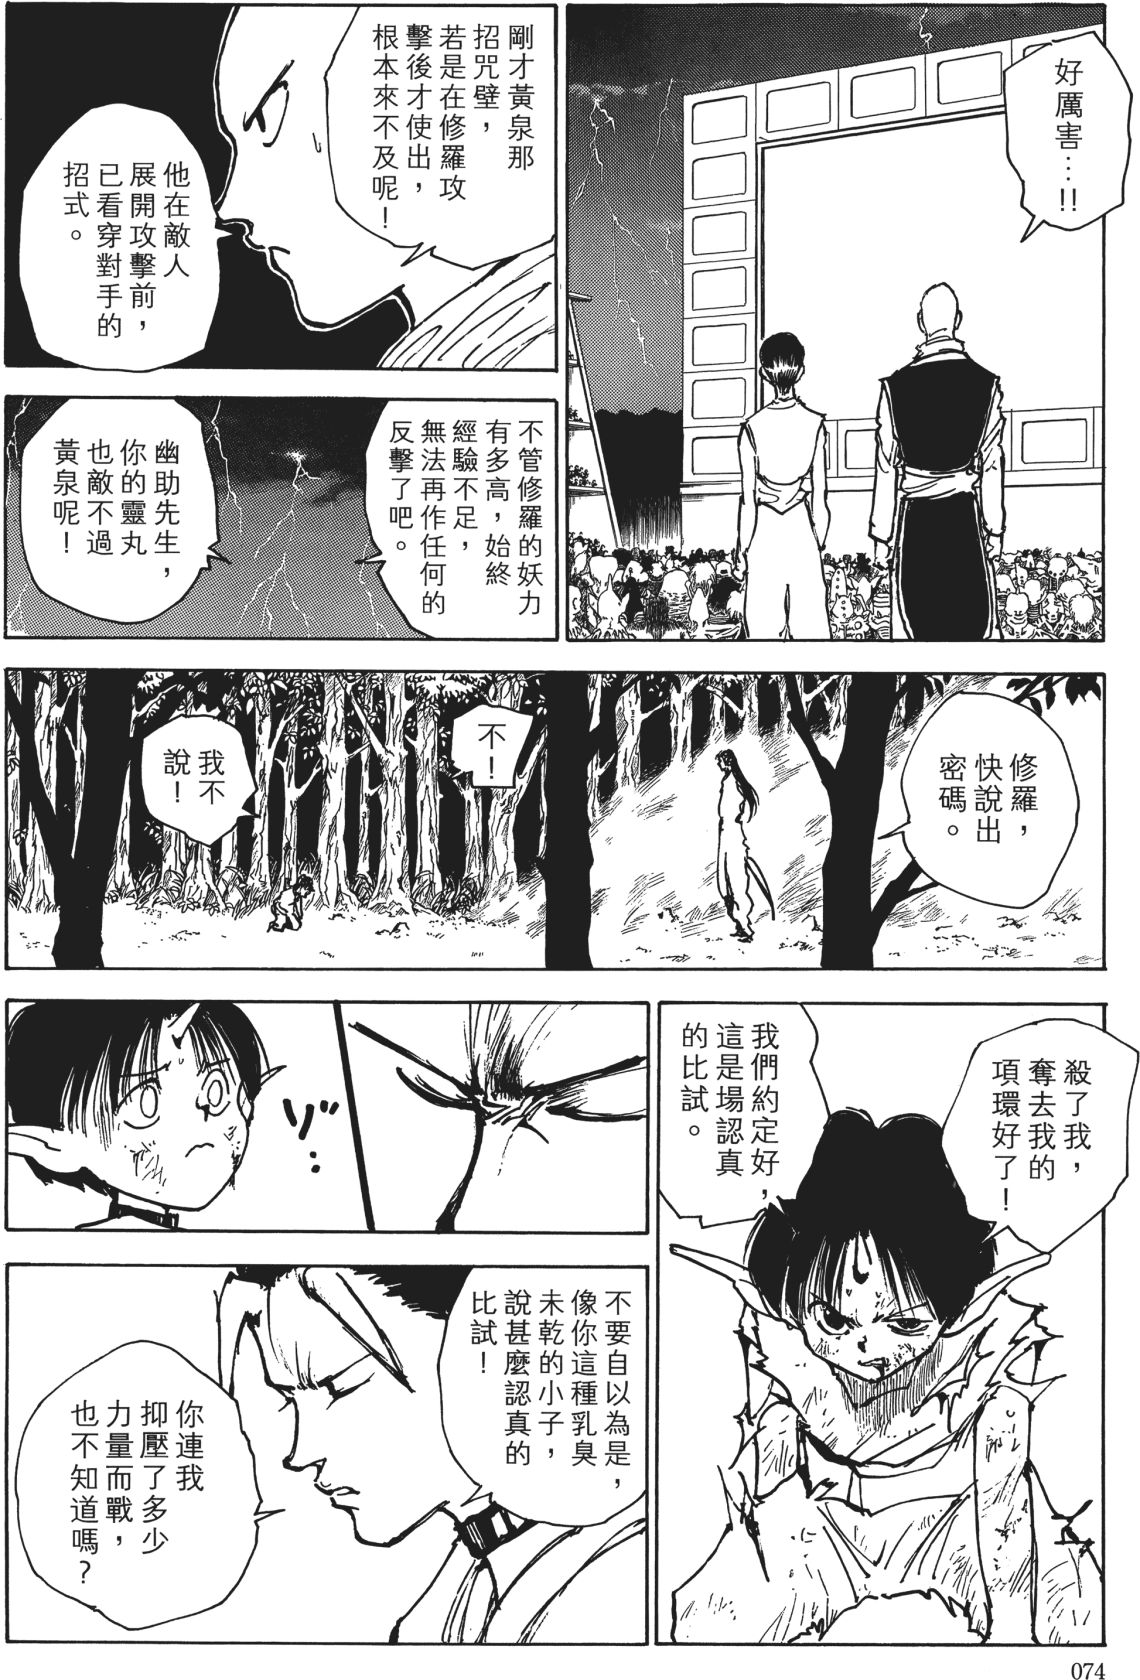 好厲害…!!
剛才黃泉那
招咒壁，
若是在修羅攻
擊後才使出，
根本來不及呢！
他在敵人
展開攻擊前，
已看穿對手的
招式。
不管修羅的妖力
有多高，始終
經驗不足，
無法再作任何的
反擊了吧。
幽助先生，
你的靈丸
也敵不過
黃泉呢！
修羅，
快說出
密碼。
不！
我不
說！
殺了我，
奪去我的
項環好了！
我們約定好，
這是場認真
的比試。
ザ…
不要自以為是，
像你這種乳臭
未乾的小子，
說甚麼認真的
比試！
你連我
抑壓了多少
力量而戰，
也不知道嗎？
074